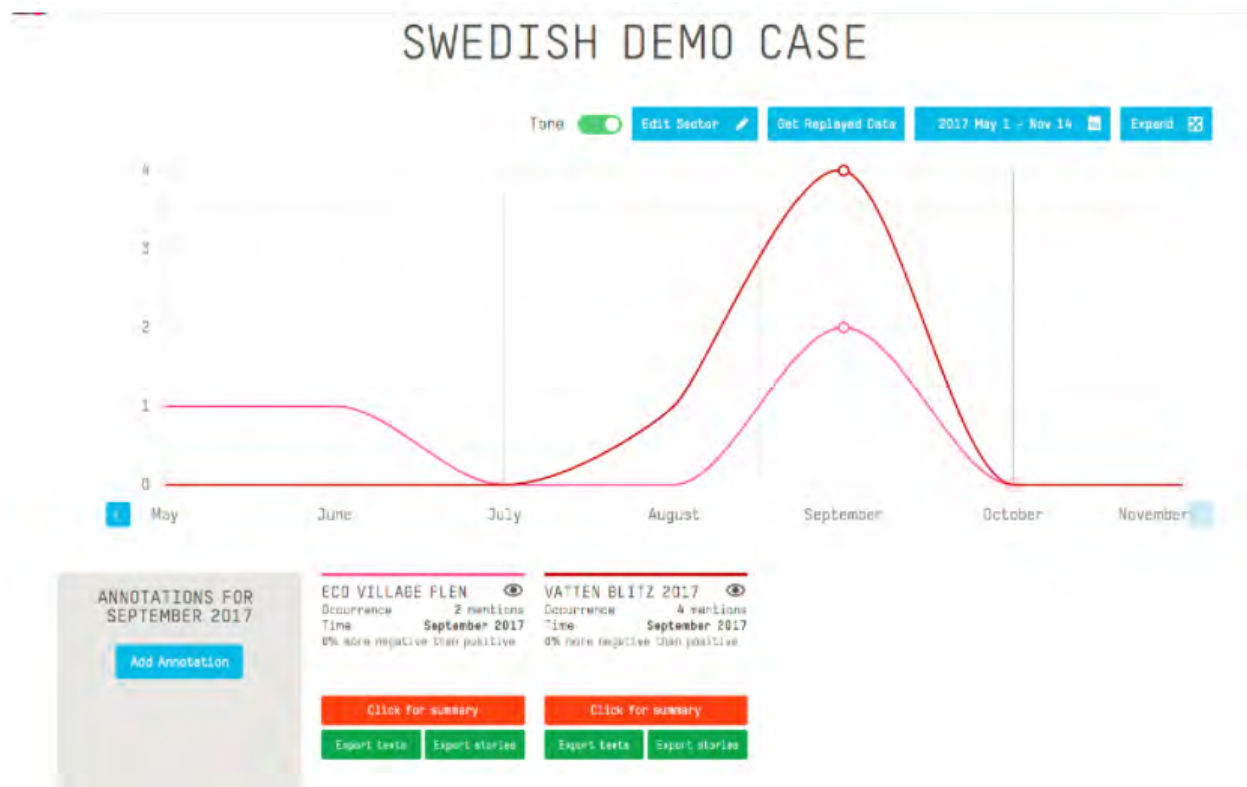 SWEDISH DEMO CASE
Tone Edit Sector Get Replayed Data 2017 May 1 - Nov 14 Expand
4
3
2
1
0
May June July August September October November
ANNOTATIONS FOR
SEPTEMBER 2017
Add Annotation
ECO VILLAGE FLEN
Occurrence 2 mentions
Time September 2017
0% more negative than positive
Click for summary
Export texts Export stories
VATTEN BLITZ 2017
Occurrence 4 mentions
Time September 2017
0% more negative than positive
Click for summary
Export texts Export stories